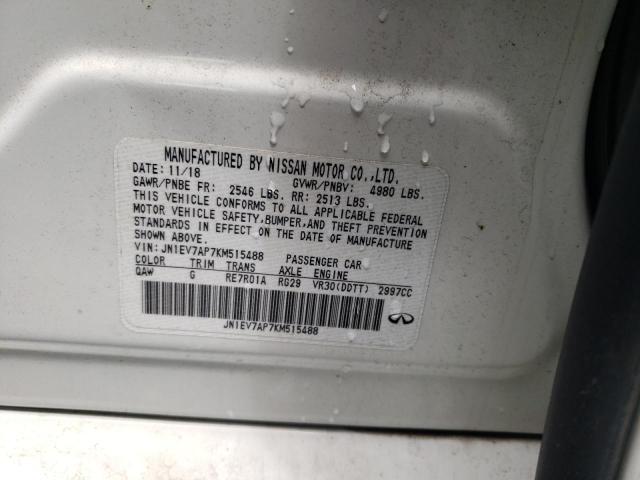 MANUFACTURED BY NISSAN MOTOR CO.,LTD.
DATE: 11/18 GVWR/PNBV: 4980 LBS.
GAWR/PNBE FR: 2546 LBS. RR: 2513 LBS.
THIS VEHICLE CONFORMS TO ALL APPLICABLE FEDERAL
MOTOR VEHICLE SAFETY,BUMPER,AND THEFT PREVENTION
STANDARDS IN EFFECT ON THE DATE OF MANUFACTURE
SHOWN ABOVE.
VIN: JN1EV7AP7KM515488 PASSENGER CAR
COLOR TRIM TRANS AXLE ENGINE
QAW G RE7R01A RG29 VR30(DDTT) 2997CC
JN1EV7AP7KM515488